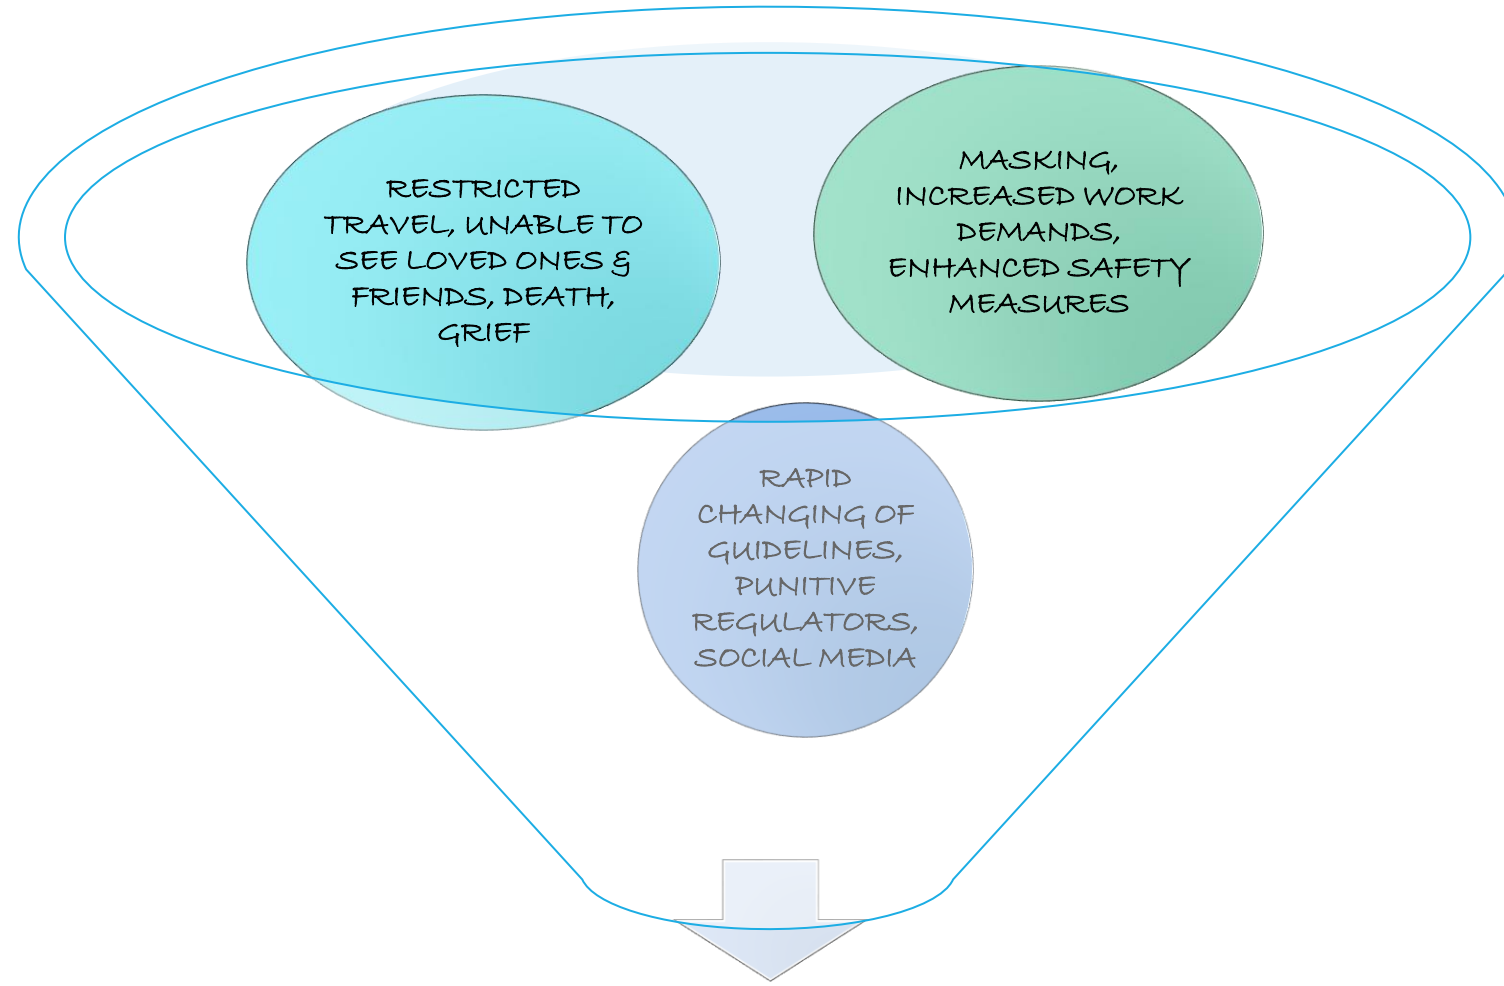 RESTRICTED
TRAVEL, UNABLE TO
SEE LOVED ONES &
FRIENDS, DEATH,
GRIEF
MASKING,
INCREASED WORK
DEMANDS,
ENHANCED SAFETY
MEASURES
RAPID
CHANGING OF
GUIDELINES,
PUNITIVE
REGULATORS,
SOCIAL MEDIA